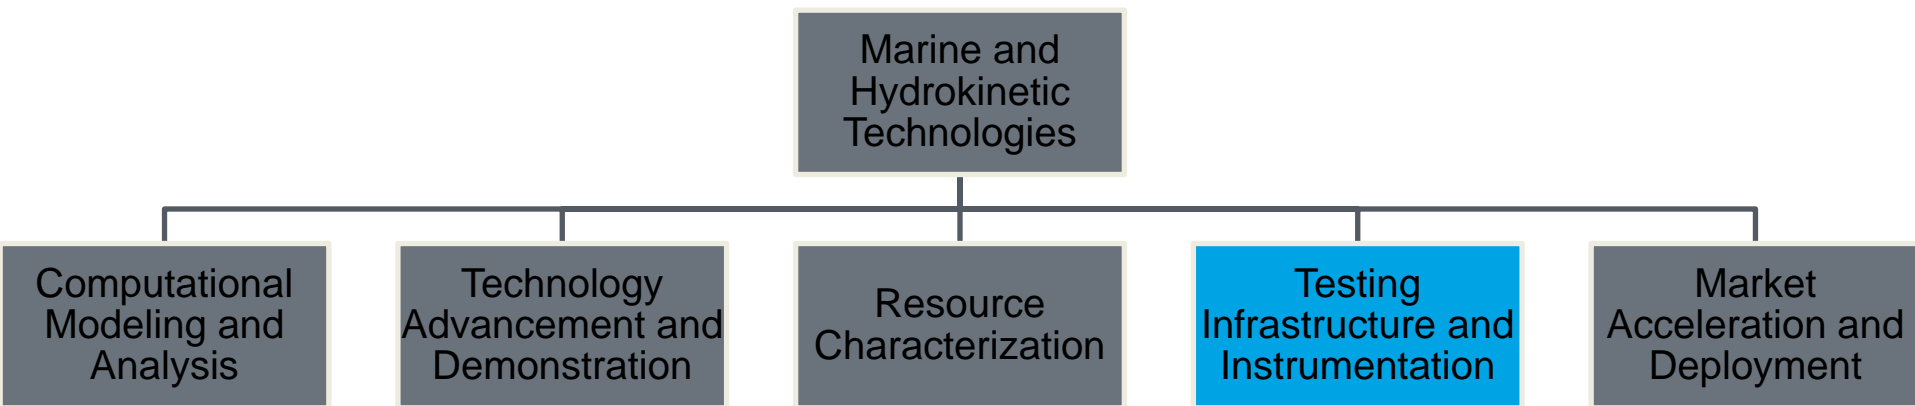 Marine and
Hydrokinetic
Technologies
Computational
Modeling and
Analysis
Technology
Advancement and
Demonstration
Resource
Characterization
Testing
Infrastructure and
Instrumentation
Market
Acceleration and
Deployment